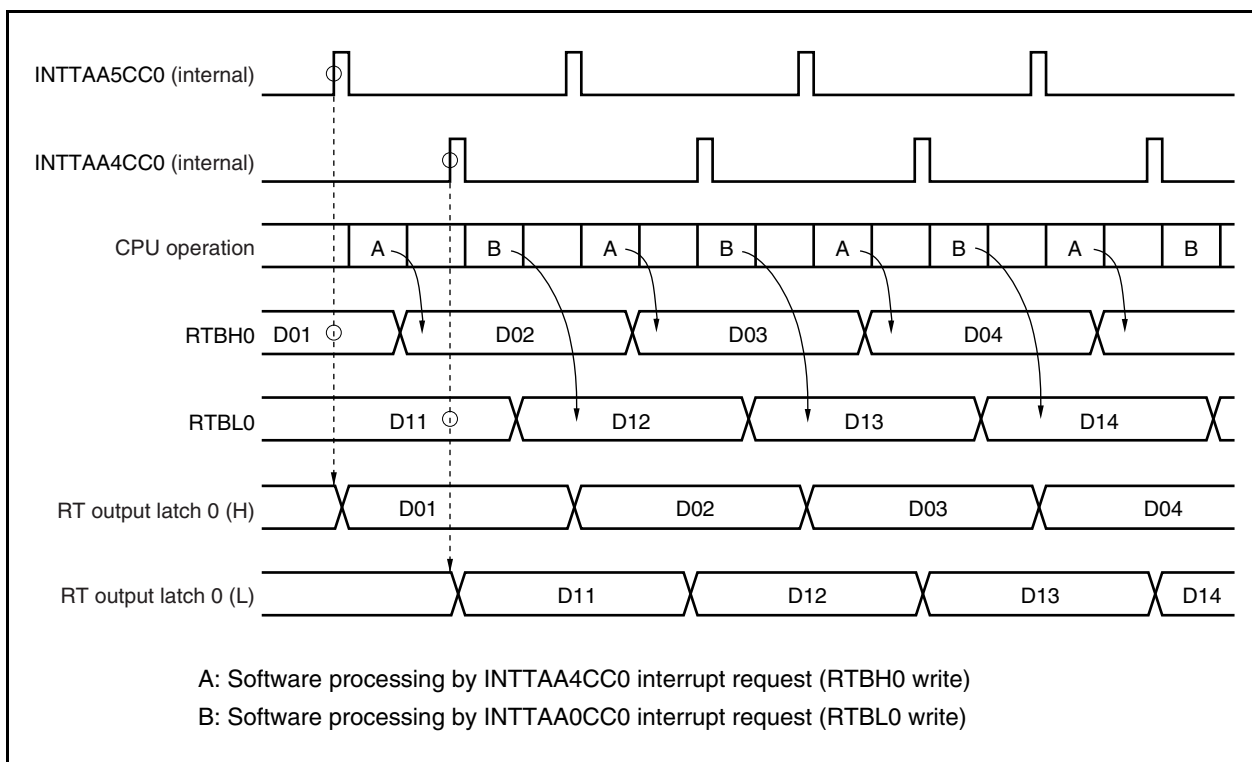 INTTAA5CC0 (internal)
INTTAA4CC0 (internal)
CPU operation A B A B A B A B
RTBH0 D01 D02 D03 D04
RTBL0 D11 D12 D13 D14
RT output latch 0 (H) D01 D02 D03 D04
RT output latch 0 (L) D11 D12 D13 D14
A: Software processing by INTTAA4CC0 interrupt request (RTBH0 write)
B: Software processing by INTTAA0CC0 interrupt request (RTBL0 write)